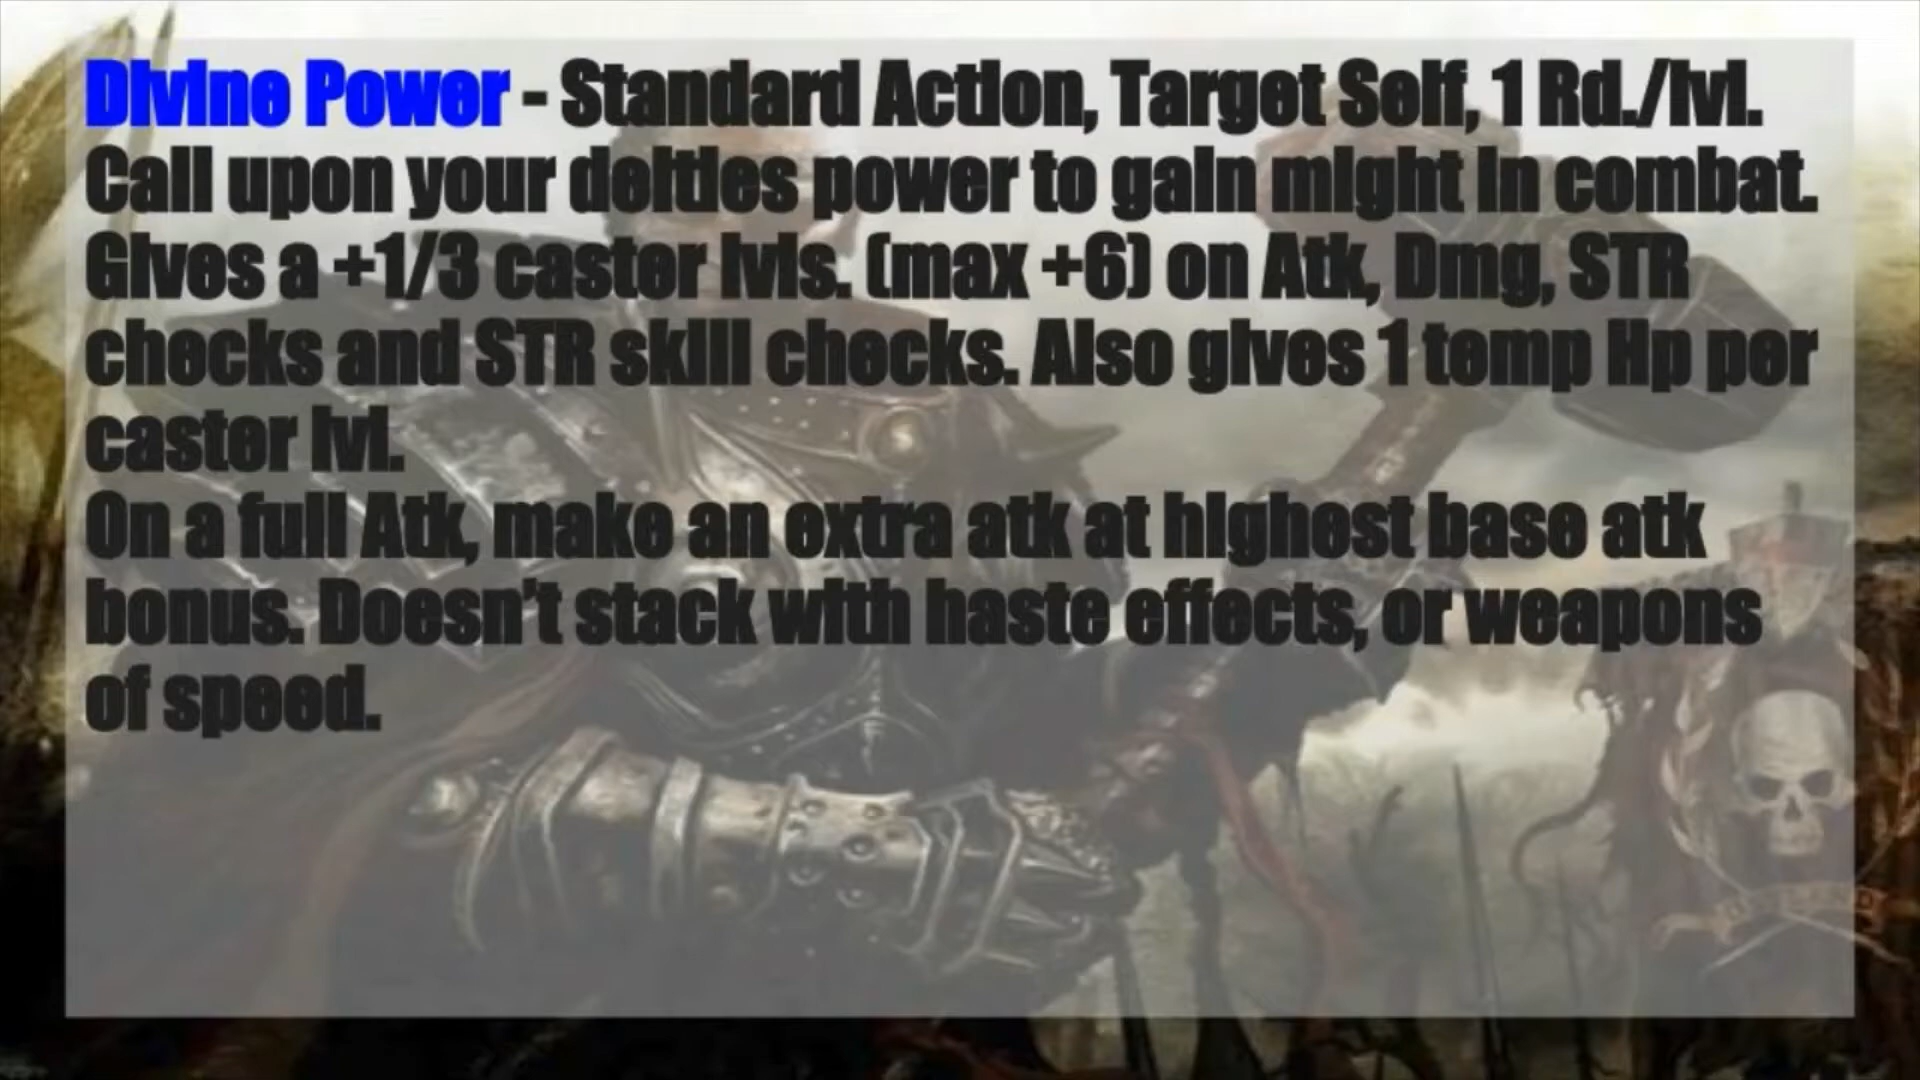 Divine Power - Standard Action, Target Self, 1 Rd./lvl.
Call upon your deities power to gain might in combat.
Gives a +1/3 caster lvls. (max +6) on Atk, Dmg, STR
checks and STR skill checks. Also gives 1 temp Hp per
caster lvl.
On a full Atk, make an extra atk at highest base atk
bonus. Doesn't stack with haste effects, or weapons
of speed.